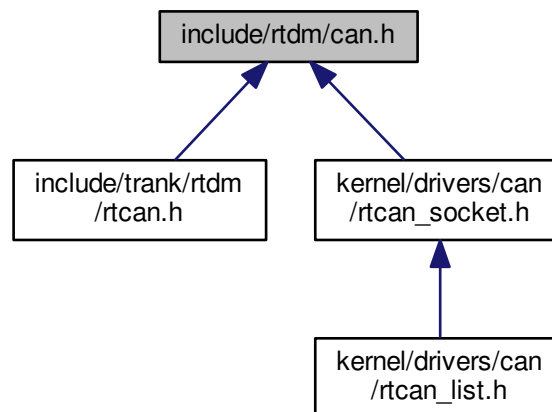 include/rtdm/can.h
include/trank/rtdm
/rtcan.h
kernel/drivers/can
/rtcan_socket.h
kernel/drivers/can
/rtcan_list.h